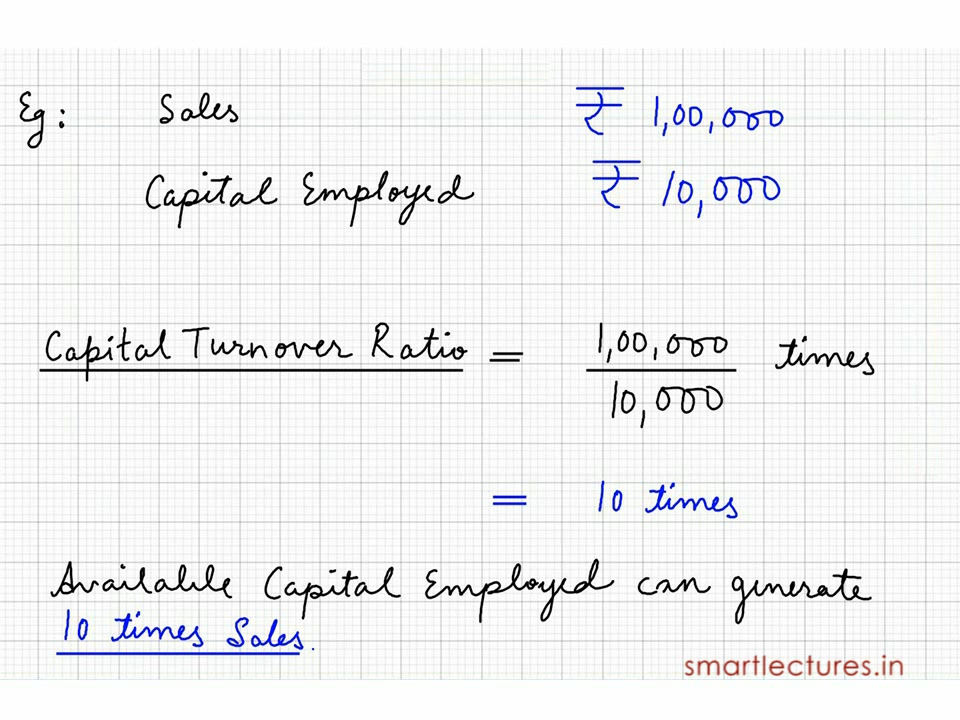 Eg: Sales ₹ 1,00,000
Capital Employed ₹ 10,000
Capital Turnover Ratio = 1,00,000 times
10,000
= 10 times
Available Capital Employed can generate
10 times Sales.
smartlectures.in